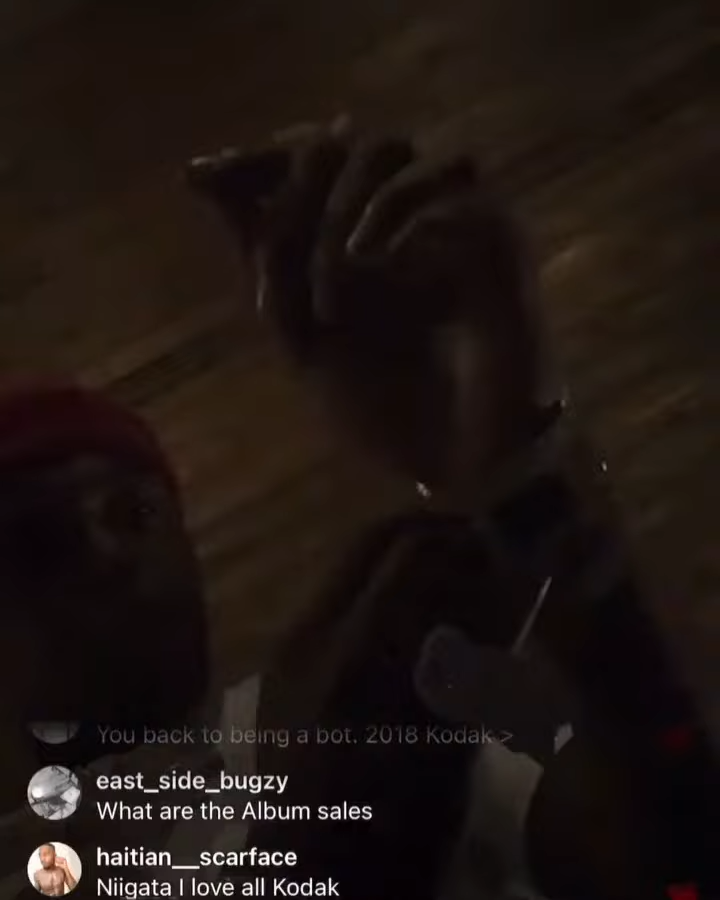 You back to being a bot. 2018 Kodak >
east_side_bugzy
What are the Album sales
haitian__scarface
Niigata I love all Kodak